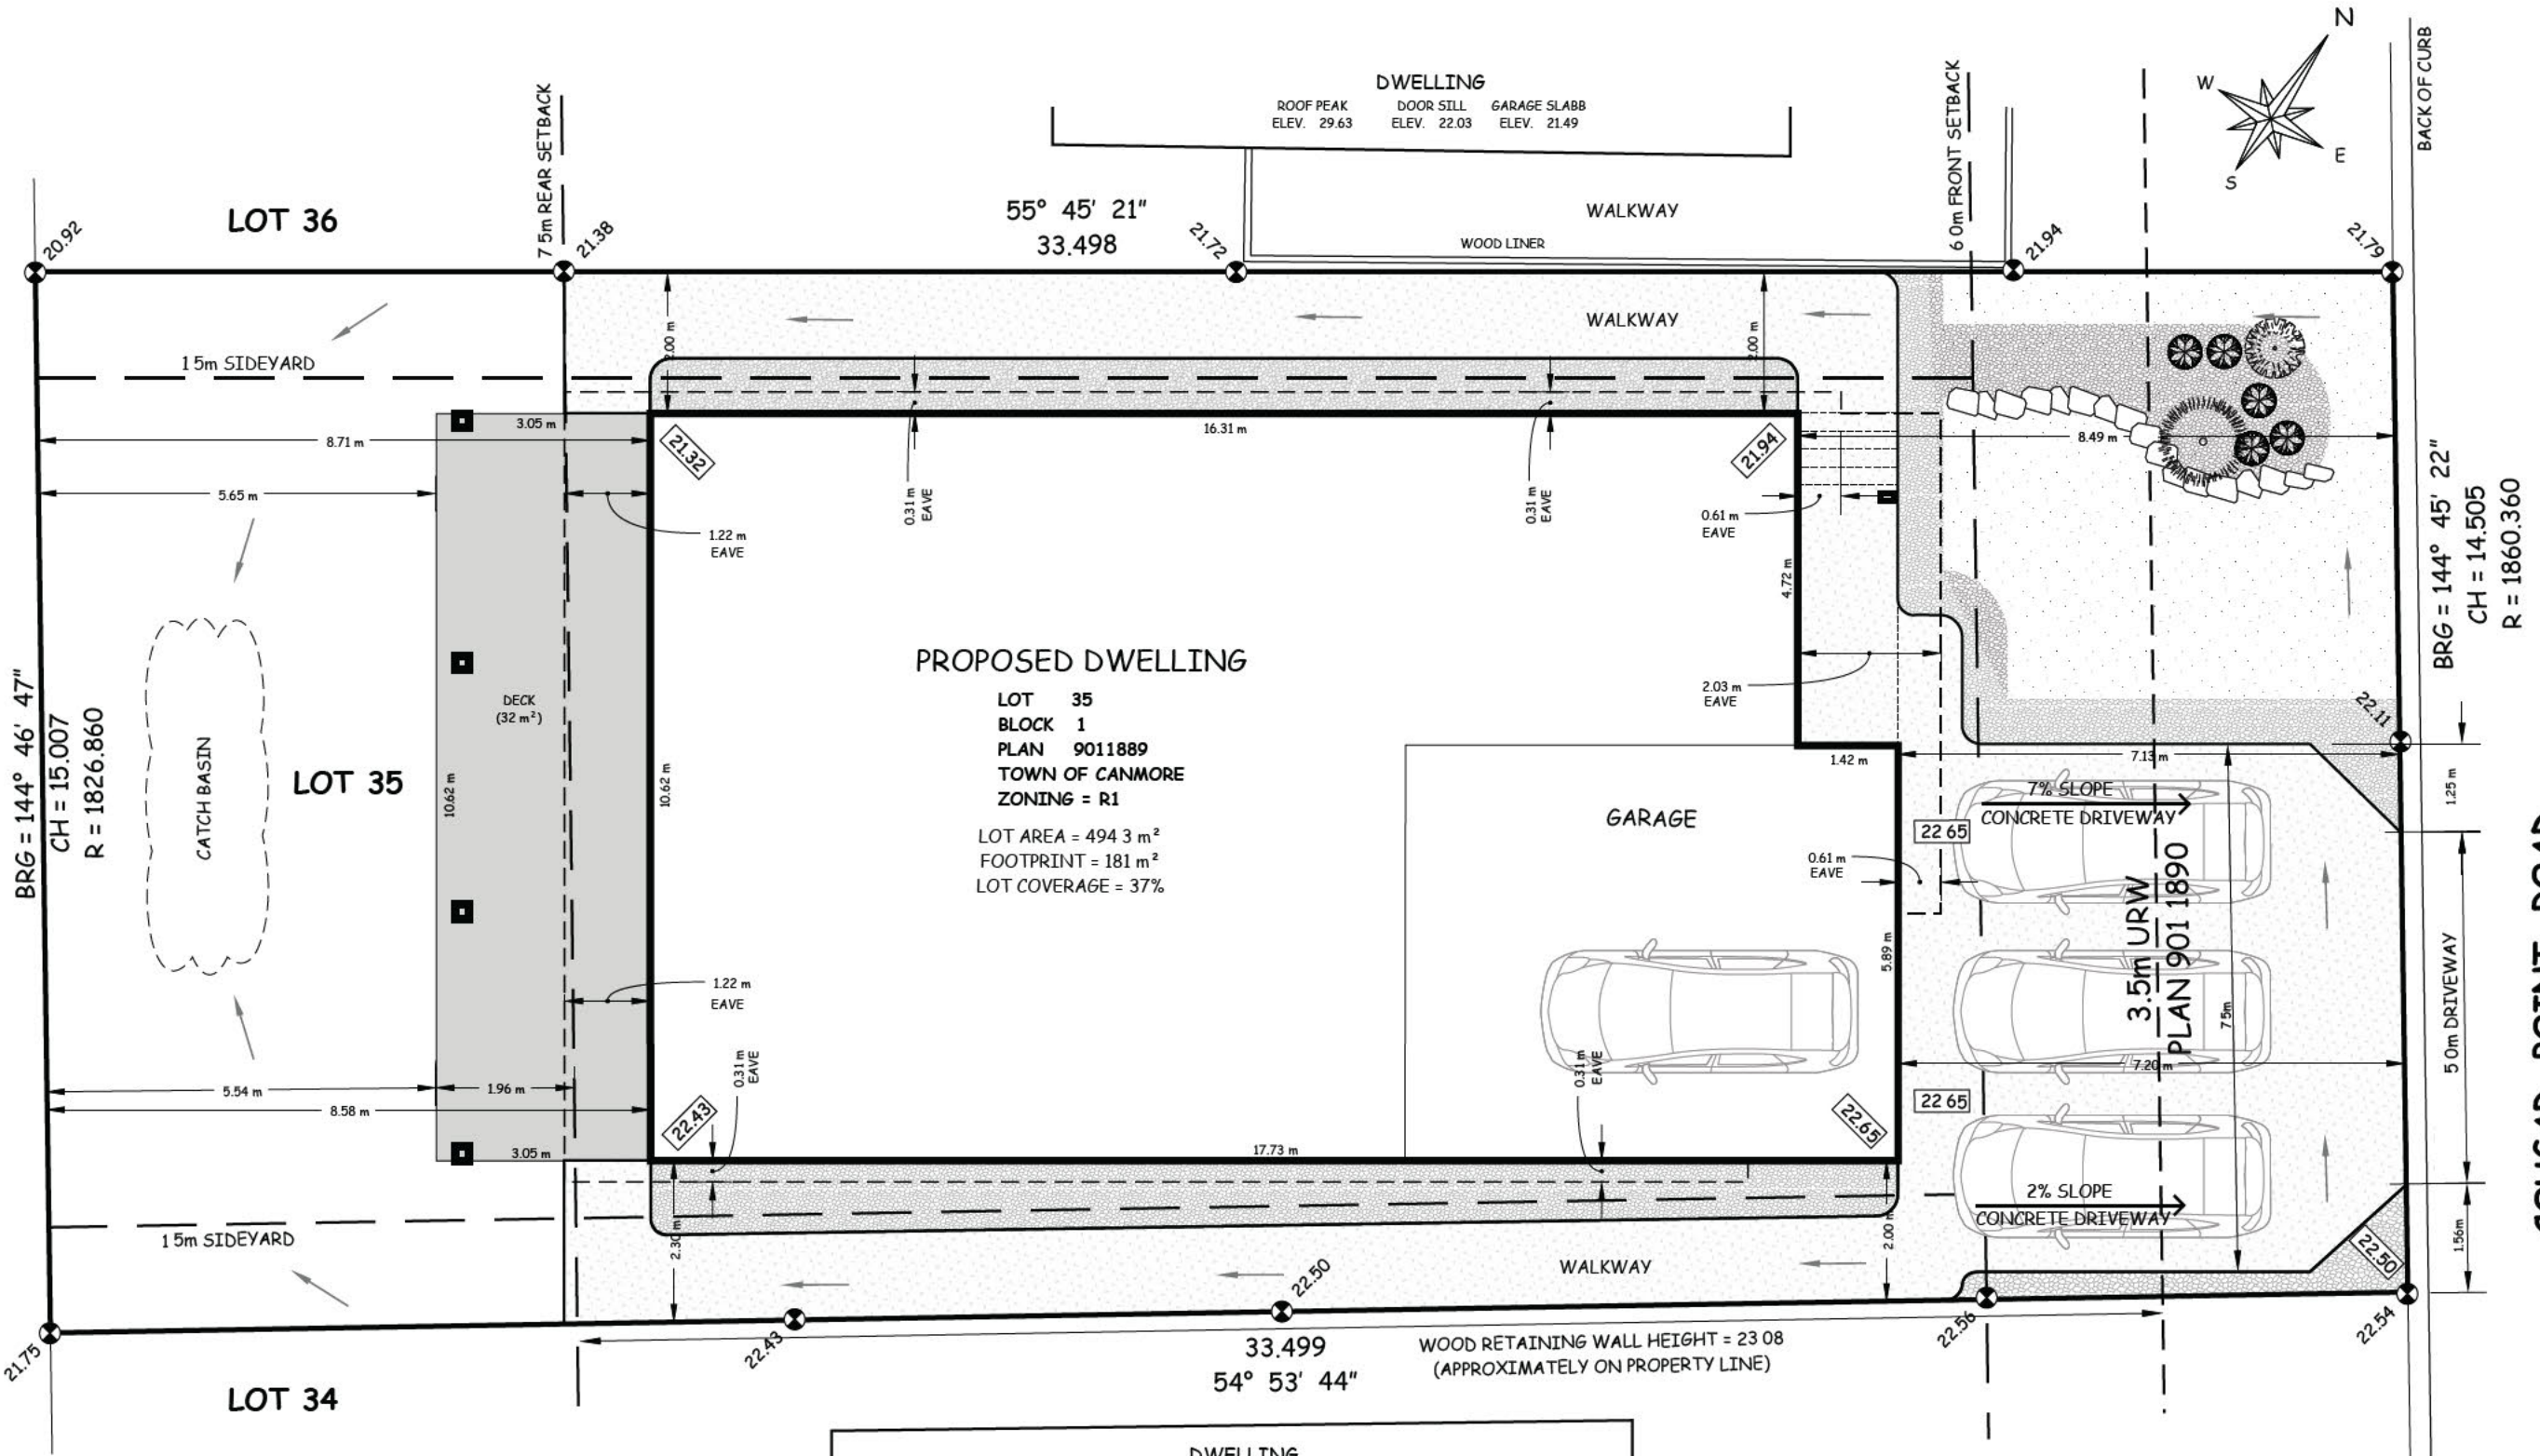 N
W
E
S
BACK OF CURB
DWELLING
ROOF PEAK DOOR SILL GARAGE SLABB
ELEV. 29.63 ELEV. 22.03 ELEV. 21.49
7 5m REAR SETBACK
6 0m FRONT SETBACK
LOT 36
55° 45' 21"
33.498
WALKWAY
WOOD LINER
20.92
21.38
21.72
21.94
21.79
2.00 m
WALKWAY
2.00 m
1 5m SIDEYARD
3.05 m
8.71 m
16.31 m
8.49 m
21.32
21.94
5.65 m
0.31 m
EAVE
0.31 m
EAVE
0.61 m
EAVE
1.22 m
EAVE
4.72 m
BRG = 144° 45' 22"
CH = 14.505
R = 1860.360
PROPOSED DWELLING
LOT 35
BLOCK 1
PLAN 9011889
TOWN OF CANMORE
ZONING = R1
LOT AREA = 494 3 m²
FOOTPRINT = 181 m²
LOT COVERAGE = 37%
2.03 m
EAVE
DECK
(32 m²)
BRG = 144° 46' 47"
CH = 15.007
R = 1826.860
CATCH BASIN
LOT 35
10.62 m
10.62 m
22.11
1.42 m
7.13 m
1.25 m
GARAGE
7% SLOPE
CONCRETE DRIVEWAY
22 65
0.61 m
EAVE
3.5m URW
PLAN 901 1890
5.89 m
5 0m DRIVEWAY
7 5m
1.22 m
EAVE
0.31 m
EAVE
0.31 m
EAVE
7.20 m
5.54 m
1.96 m
8.58 m
22.43
22.65
22 65
3.05 m
17.73 m
2% SLOPE
CONCRETE DRIVEWAY
1 5m SIDEYARD
2.30 m
2.00 m
WALKWAY
22.50
1.56m
22.50
21.75
22.43
33.499
54° 53' 44"
WOOD RETAINING WALL HEIGHT = 23 08
(APPROXIMATELY ON PROPERTY LINE)
22.56
22.54
LOT 34
DWELLING